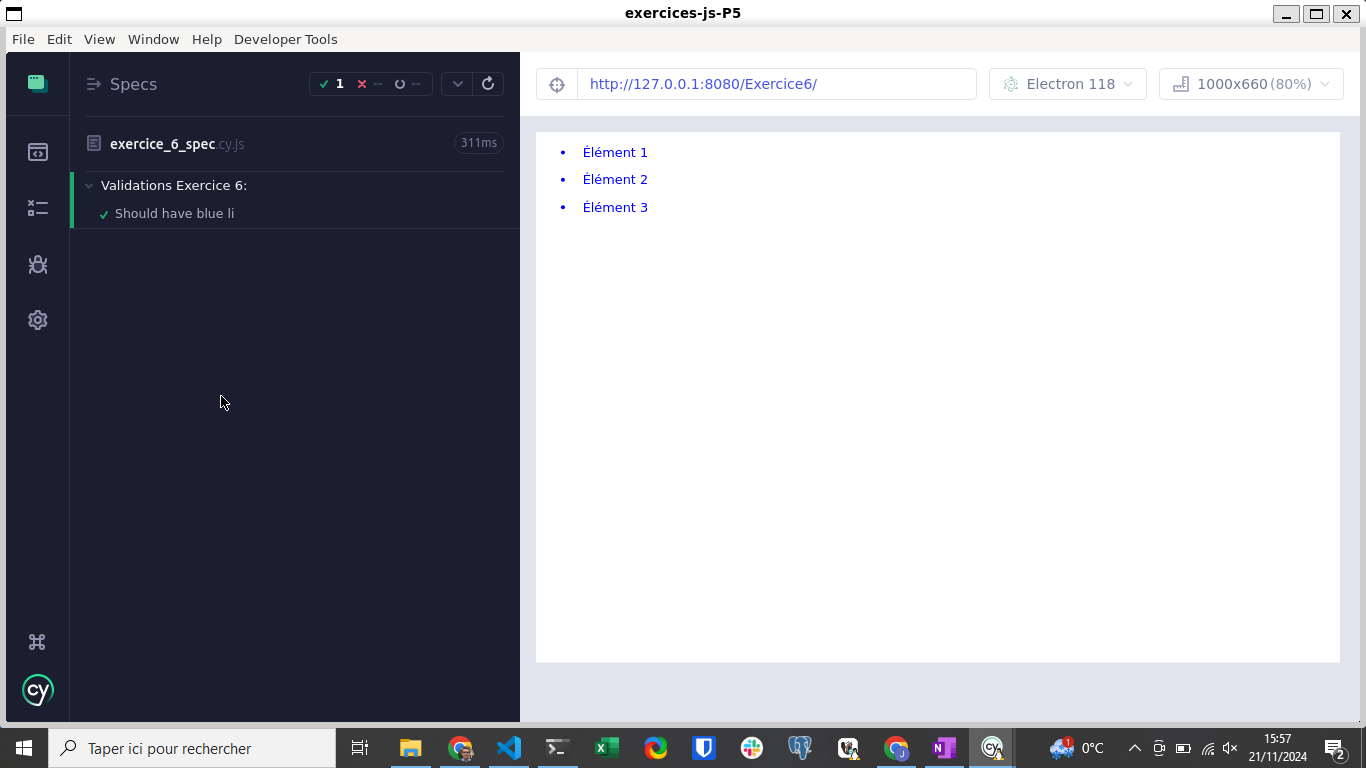 exercices-js-P5
File Edit View Window Help Developer Tools
Specs 1 -- --
http://127.0.0.1:8080/Exercice6/
Electron 118
1000x660 (80%)
exercice_6_spec.cy.js 311ms
Validations Exercice 6:
Should have blue li
• Élément 1
• Élément 2
• Élément 3
cy
Taper ici pour rechercher
1
0°C
15:57
21/11/2024
2